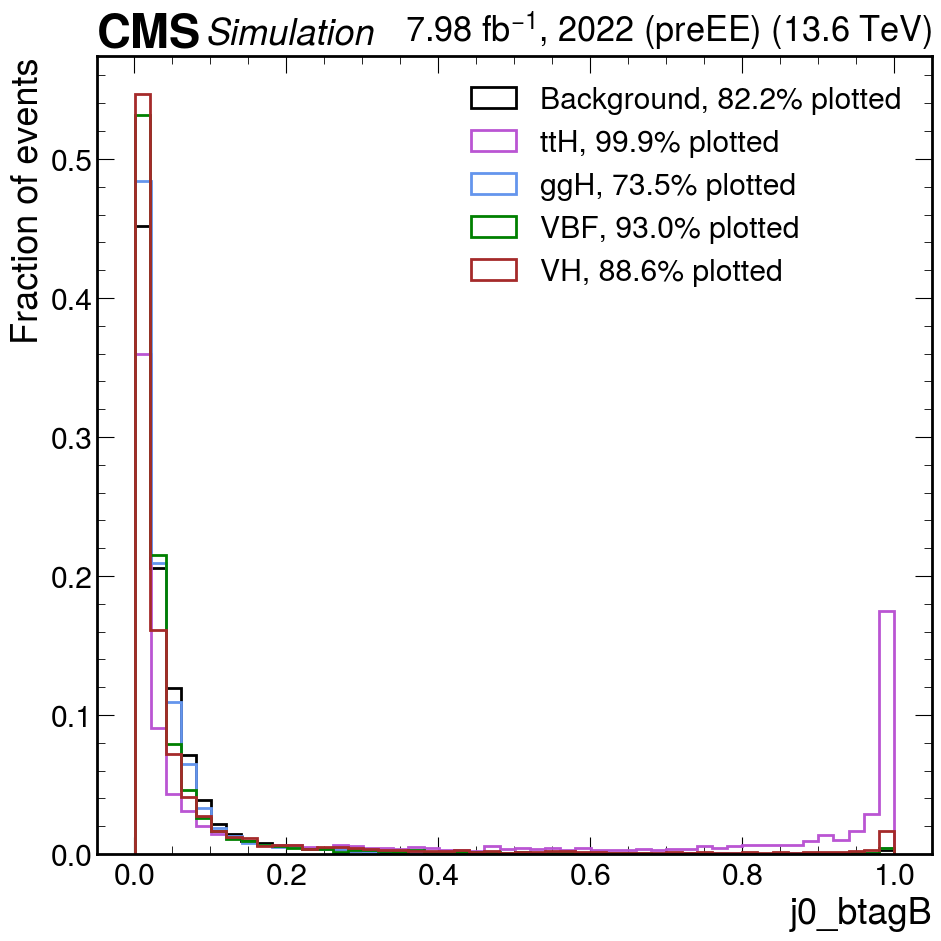 CMS Simulation 7.98 fb⁻¹, 2022 (preEE) (13.6 TeV)
Fraction of events
Background, 82.2% plotted
ttH, 99.9% plotted
ggH, 73.5% plotted
VBF, 93.0% plotted
VH, 88.6% plotted
0.5
0.4
0.3
0.2
0.1
0.0
0.0 0.2 0.4 0.6 0.8 1.0
j0_btagB